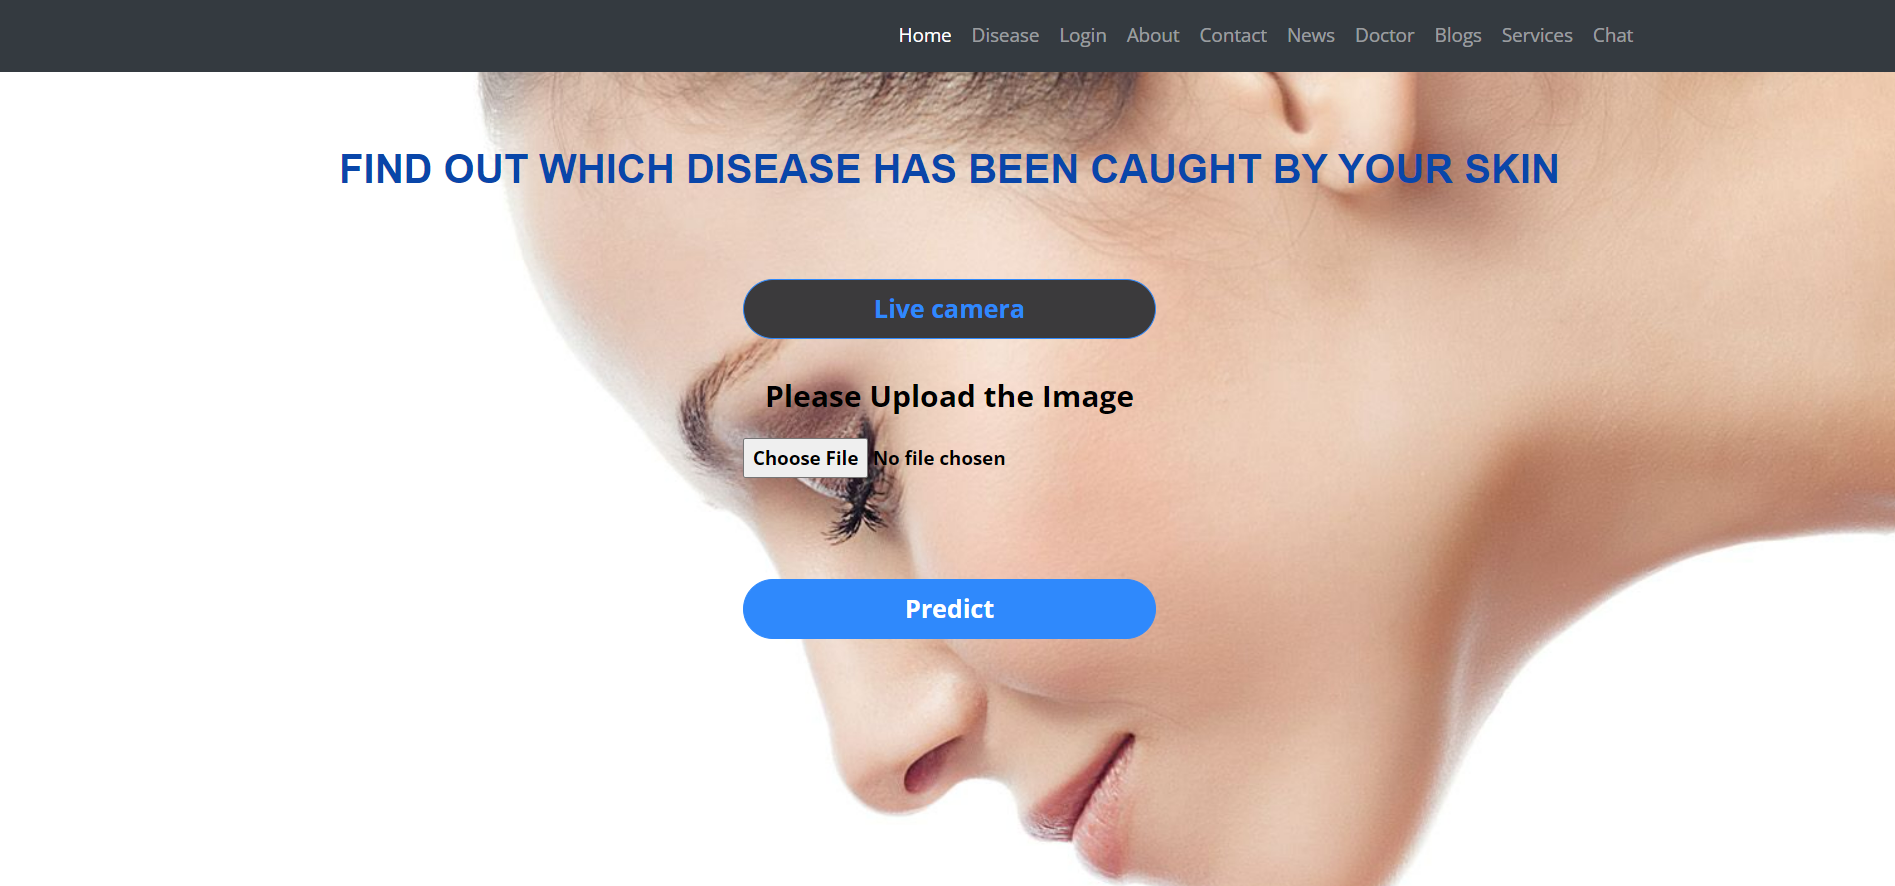 Home Disease Login About Contact News Doctor Blogs Services Chat
FIND OUT WHICH DISEASE HAS BEEN CAUGHT BY YOUR SKIN
Live camera
Please Upload the Image
Choose File No file chosen
Predict